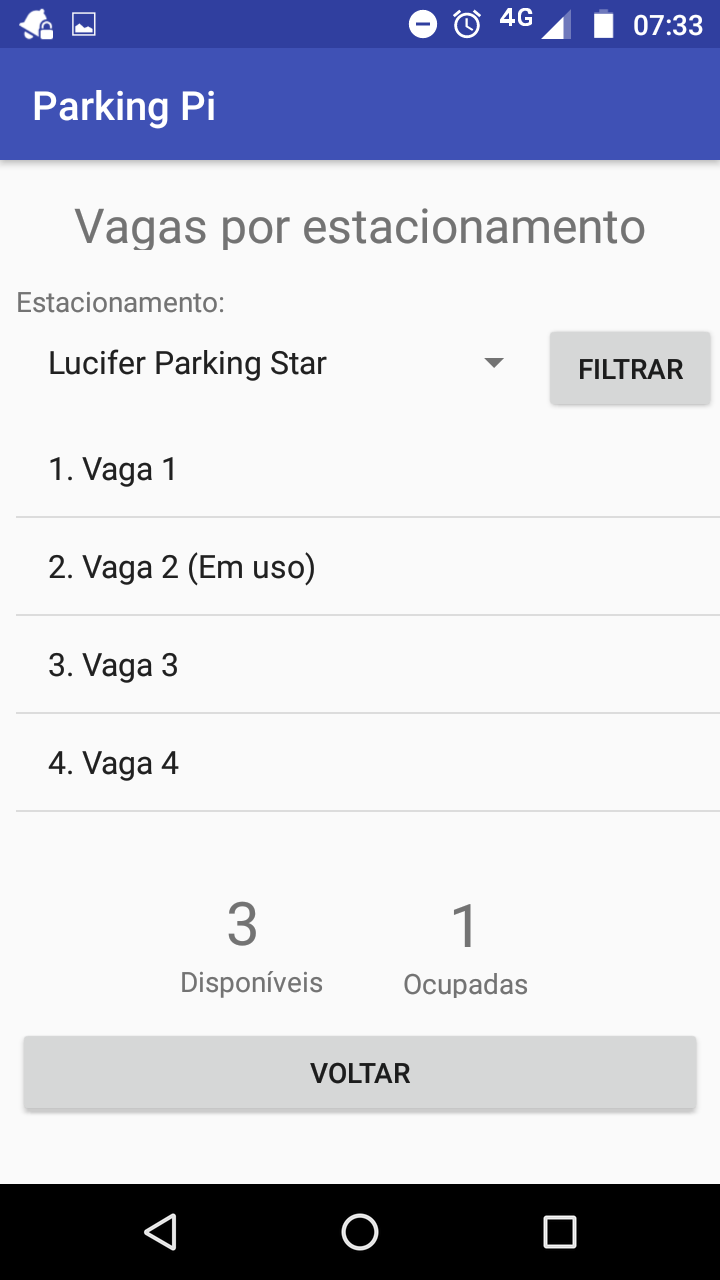 4G 07:33
Parking Pi
Vagas por estacionamento
Estacionamento:
Lucifer Parking Star FILTRAR
1. Vaga 1
2. Vaga 2 (Em uso)
3. Vaga 3
4. Vaga 4
3 1
Disponíveis Ocupadas
VOLTAR